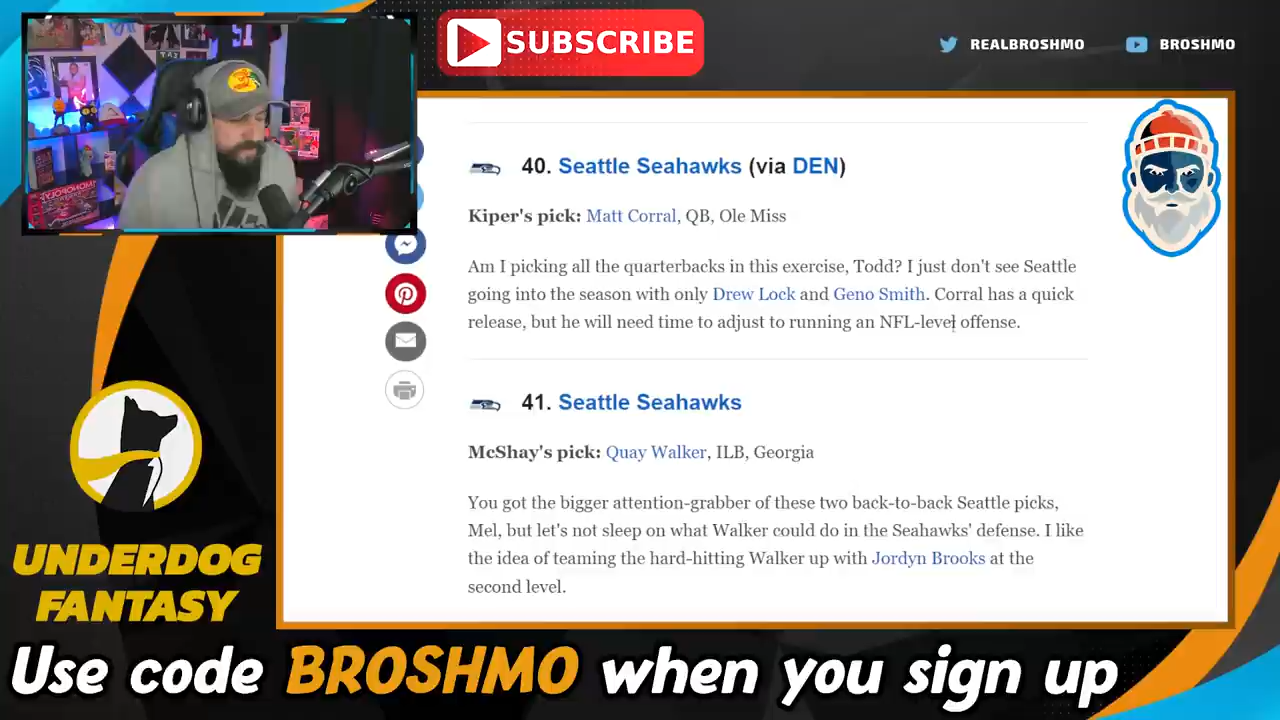 SUBSCRIBE
REALBROSHMO
BROSHMO
40. Seattle Seahawks (via DEN)
Kiper's pick: Matt Corral, QB, Ole Miss
Am I picking all the quarterbacks in this exercise, Todd? I just don't see Seattle
going into the season with only Drew Lock and Geno Smith. Corral has a quick
release, but he will need time to adjust to running an NFL-level offense.
41. Seattle Seahawks
McShay's pick: Quay Walker, ILB, Georgia
You got the bigger attention-grabber of these two back-to-back Seattle picks,
Mel, but let's not sleep on what Walker could do in the Seahawks' defense. I like
the idea of teaming the hard-hitting Walker up with Jordyn Brooks at the
second level.
UNDERDOG
FANTASY
Use code BROSHMO when you sign up